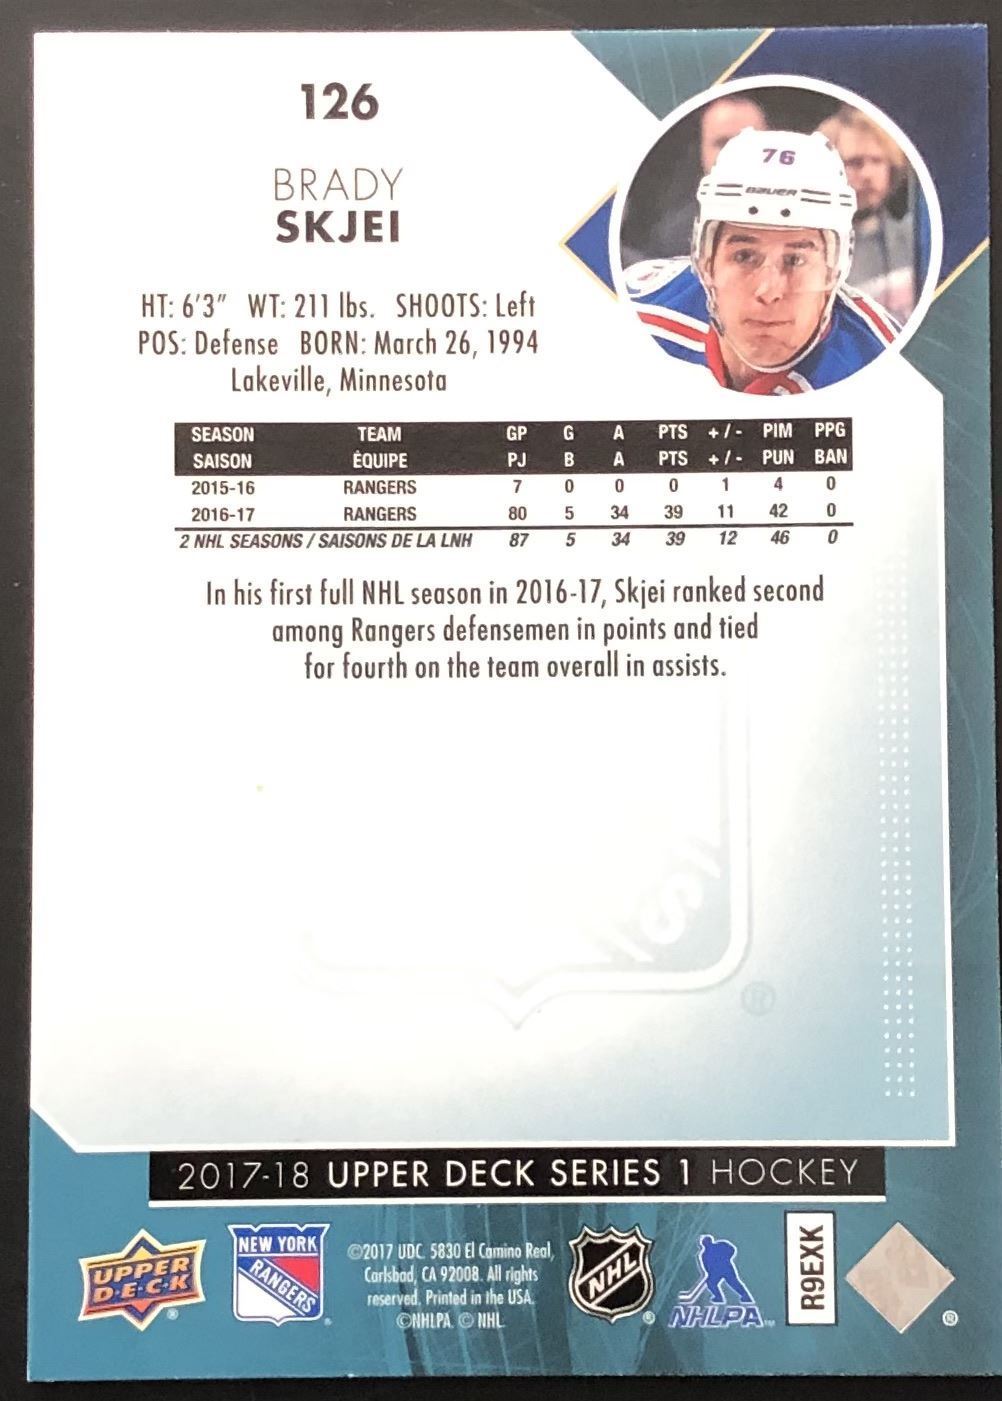 126
76
BAUER
BRADY
SKJEI
HT: 6'3" WT: 211 lbs. SHOOTS: Left
POS: Defense BORN: March 26, 1994
Lakeville, Minnesota
SEASON TEAM GP G A PTS +/- PIM PPG
SAISON ÉQUIPE PJ B A PTS +/- PUN BAN
2015-16 RANGERS 7 0 0 0 1 4 0
2016-17 RANGERS 80 5 34 39 11 42 0
2 NHL SEASONS / SAISONS DE LA LNH 87 5 34 39 12 46 0
In his first full NHL season in 2016-17, Skjei ranked second
among Rangers defensemen in points and tied
for fourth on the team overall in assists.
®
2017-18 UPPER DECK SERIES 1 HOCKEY
UPPER
D·E·C·K
®
NEW YORK
RANGERS
®
©2017 UDC. 5830 El Camino Real,
Carlsbad, CA 92008. All rights
reserved. Printed in the USA.
©NHLPA. © NHL.
NHL
®
NHLPA™
R9EXK
®